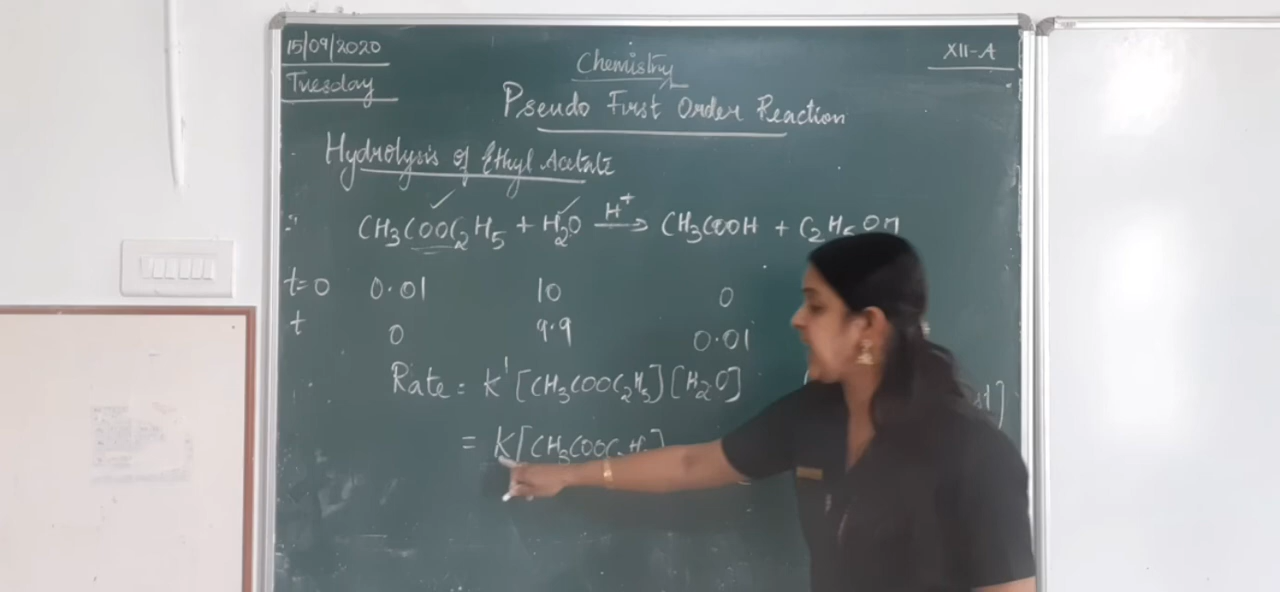 15/09/2020
Tuesday
Chemistry
XII-A
Pseudo First Order Reaction
Hydrolysis of Ethyl Acetate
CH₃COOC₂H₅ + H₂O —H⁺→ CH₃COOH + C₂H₅OH
t=0 0.01 10 0
t 0 9.9 0.01
Rate = K' [CH₃COOC₂H₅] [H₂O]
= K [CH₃COOC₂H₅]